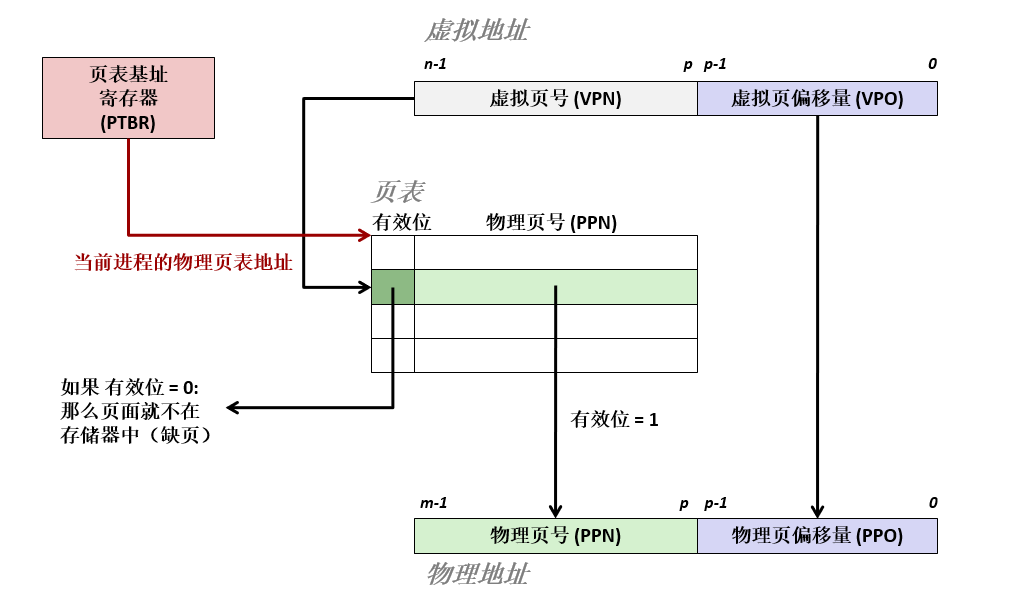 虚拟地址
n-1 p p-1 0
页表基址
寄存器
(PTBR)
虚拟页号 (VPN) 虚拟页偏移量 (VPO)
页表
有效位 物理页号 (PPN)
当前进程的物理页表地址
如果 有效位 = 0:
那么页面就不在
存储器中（缺页）
有效位 = 1
m-1 p p-1 0
物理页号 (PPN) 物理页偏移量 (PPO)
物理地址